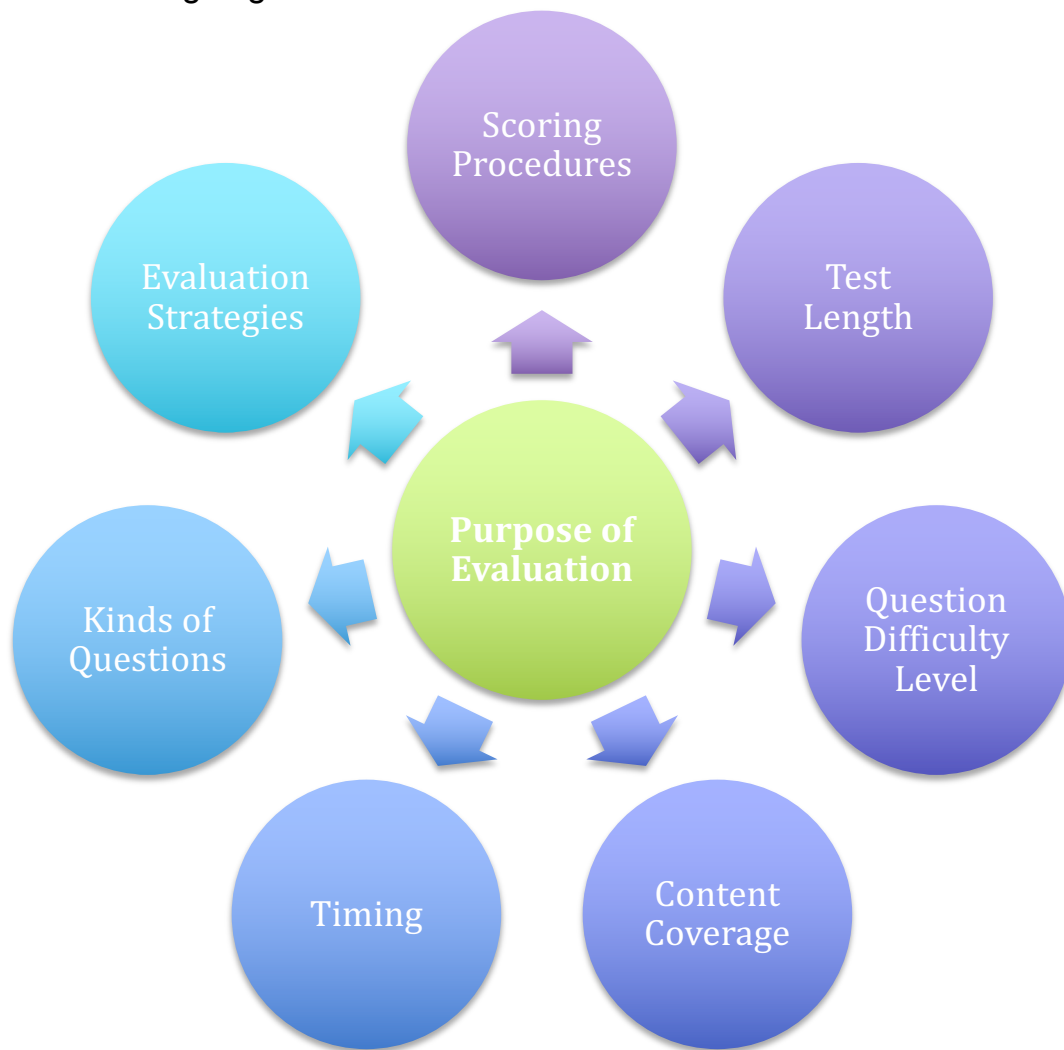 Scoring
Procedures
Test
Length
Question
Difficulty
Level
Content
Coverage
Timing
Kinds of
Questions
Evaluation
Strategies
Purpose of
Evaluation